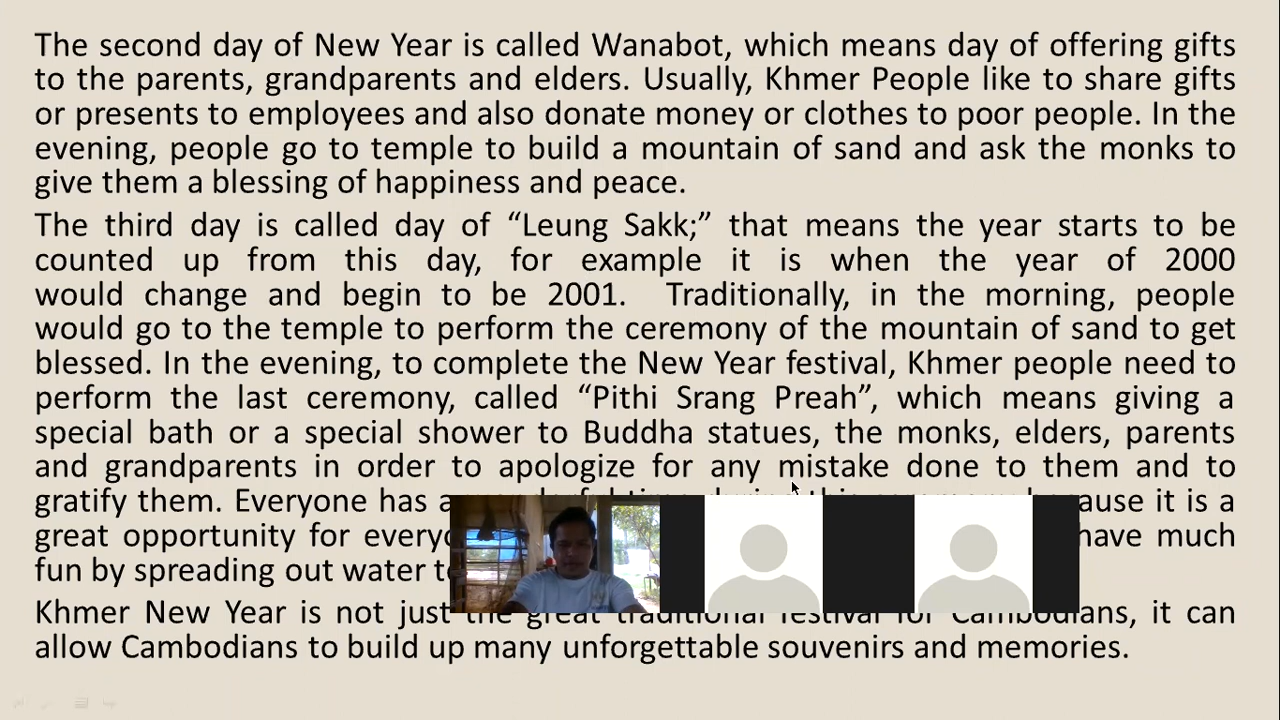 The second day of New Year is called Wanabot, which means day of offering gifts
to the parents, grandparents and elders. Usually, Khmer People like to share gifts
or presents to employees and also donate money or clothes to poor people. In the
evening, people go to temple to build a mountain of sand and ask the monks to
give them a blessing of happiness and peace.
The third day is called day of “Leung Sakk;” that means the year starts to be
counted up from this day, for example it is when the year of 2000
would change and begin to be 2001. Traditionally, in the morning, people
would go to the temple to perform the ceremony of the mountain of sand to get
blessed. In the evening, to complete the New Year festival, Khmer people need to
perform the last ceremony, called “Pithi Srang Preah”, which means giving a
special bath or a special shower to Buddha statues, the monks, elders, parents
and grandparents in order to apologize for any mistake done to them and to
gratify them. Everyone has a wonderful time during this ceremony because it is a
great opportunity for have much
fun by spreading out water
Khmer New Year is not just the great traditional festival for Cambodians, it can
allow Cambodians to build up many unforgettable souvenirs and memories.